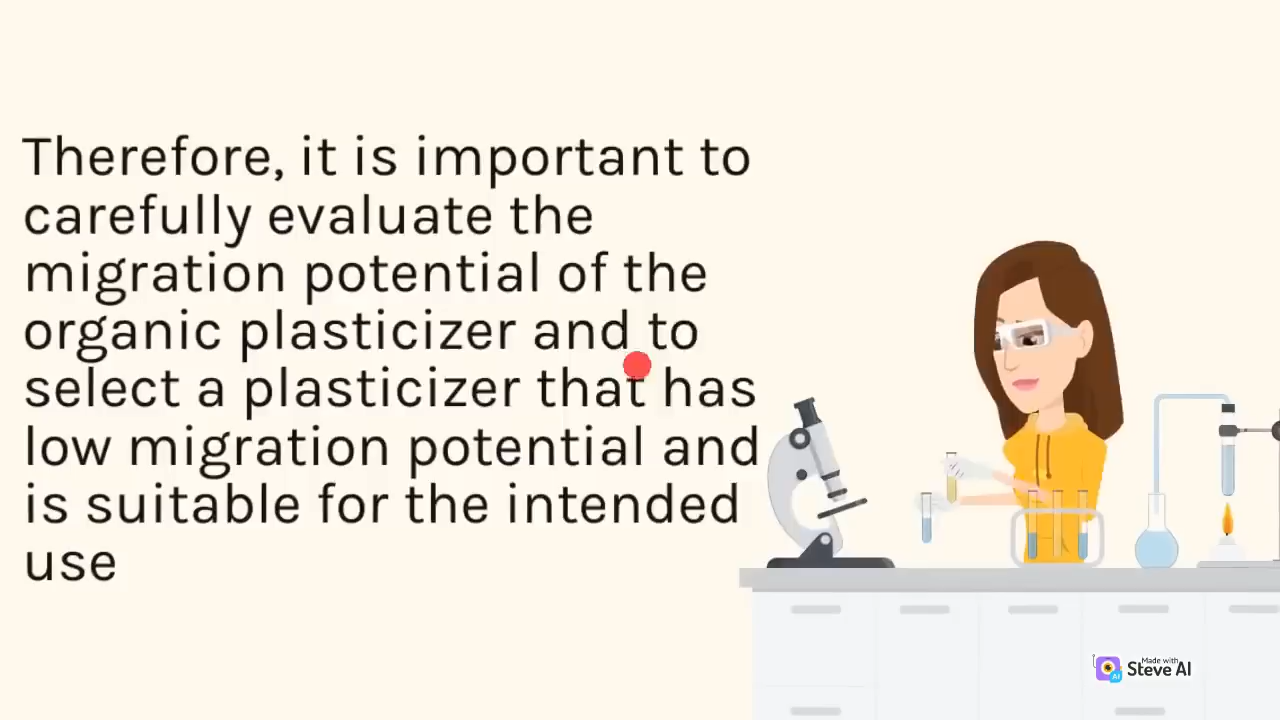 Therefore, it is important to
carefully evaluate the
migration potential of the
organic plasticizer and to
select a plasticizer that has
low migration potential and
is suitable for the intended
use
Made with
Steve AI
AI